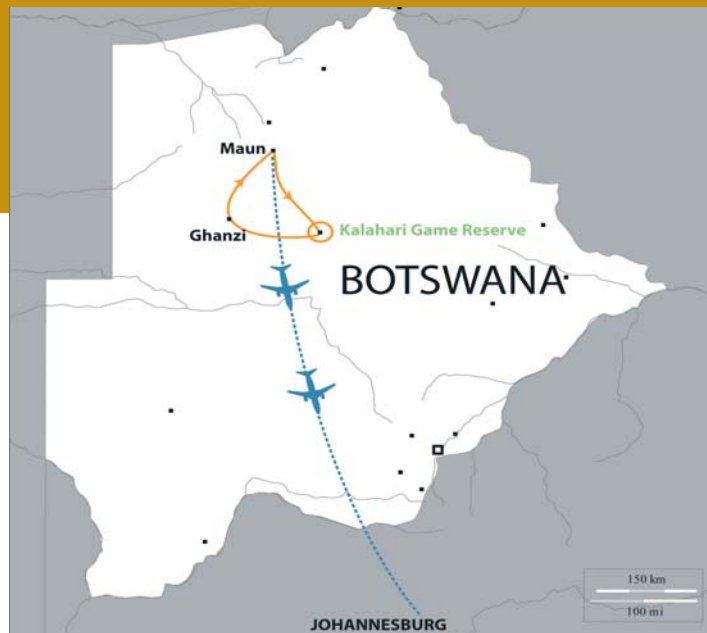 Maun
Ghanzi
Kalahari Game Reserve
BOTSWANA
150 km
100 mi
JOHANNESBURG